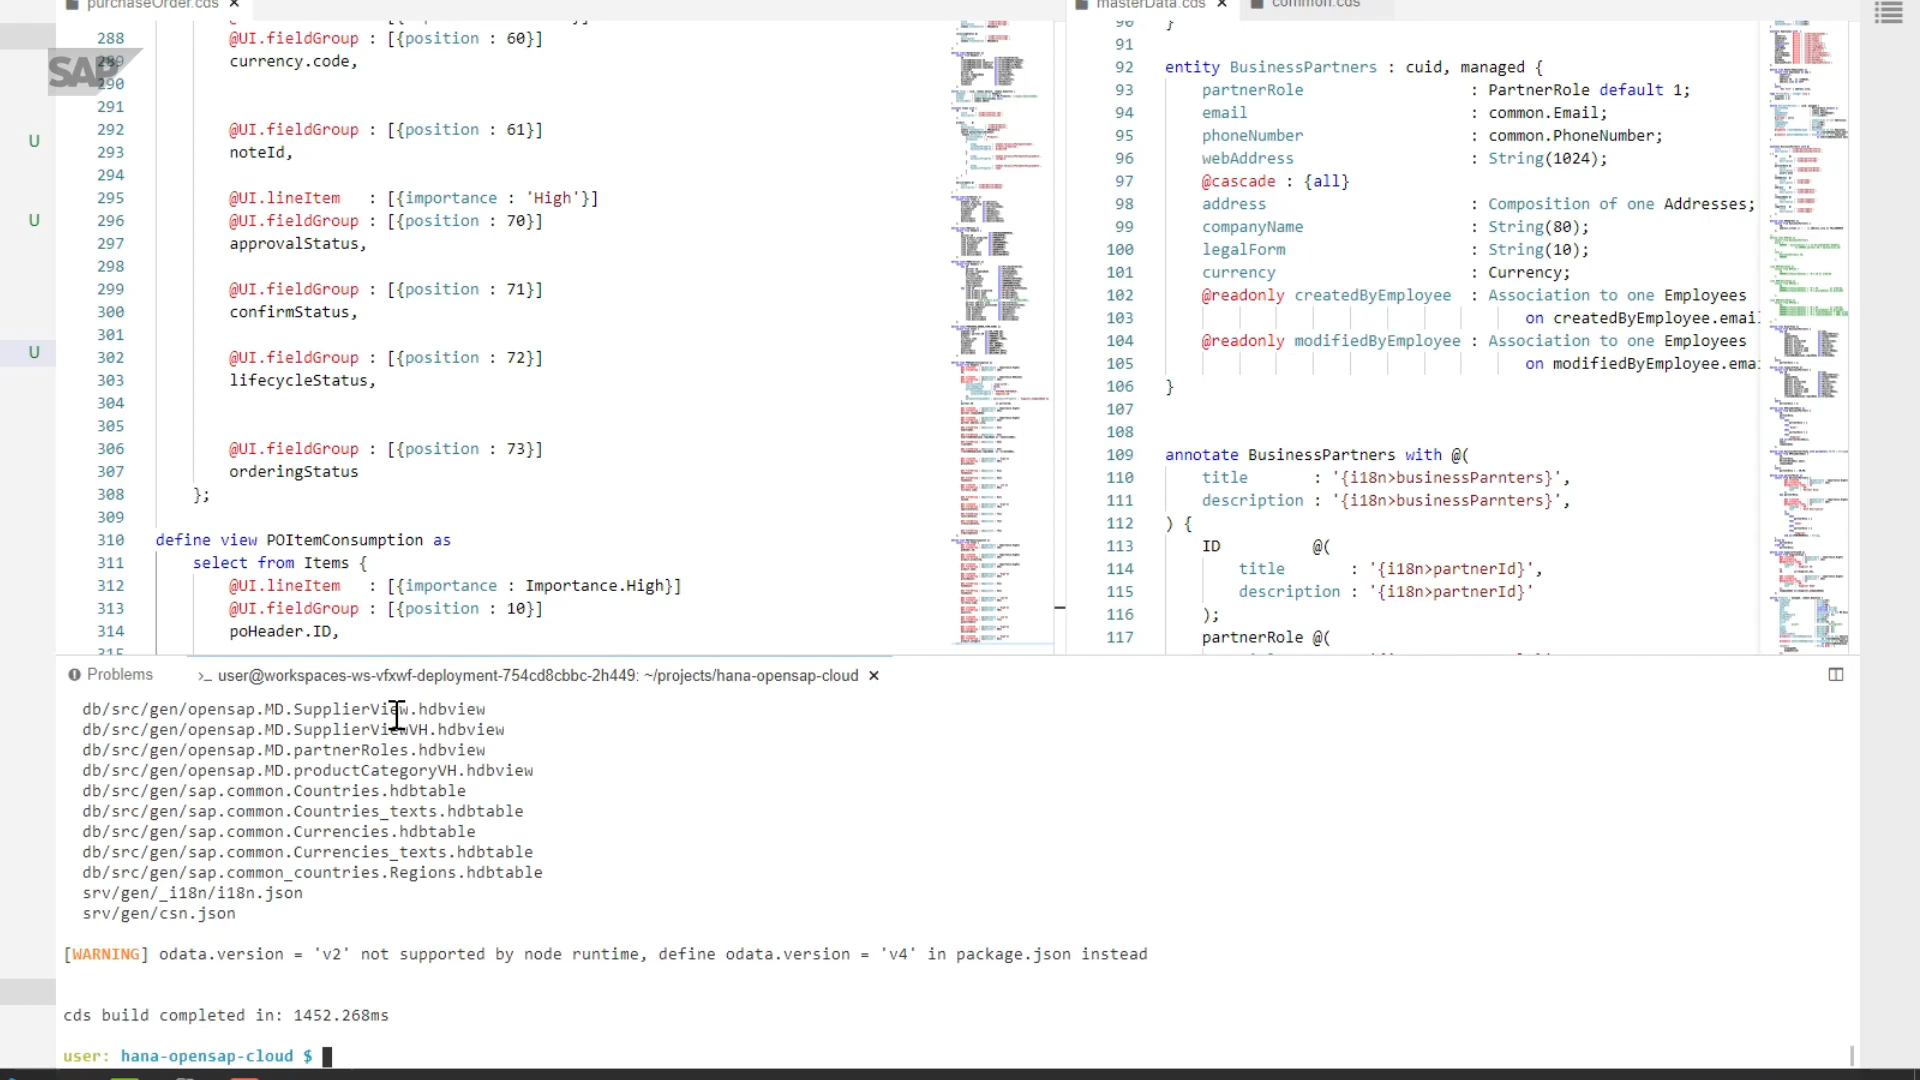 purchaseOrder.cds ×
288 @UI.fieldGroup : [{position : 60}]
289 currency.code,
290
291
292 @UI.fieldGroup : [{position : 61}]
293 noteId,
294
295 @UI.lineItem : [{importance : 'High'}]
296 @UI.fieldGroup : [{position : 70}]
297 approvalStatus,
298
299 @UI.fieldGroup : [{position : 71}]
300 confirmStatus,
301
302 @UI.fieldGroup : [{position : 72}]
303 lifecycleStatus,
304
305
306 @UI.fieldGroup : [{position : 73}]
307 orderingStatus
308 };
309
310 define view POItemConsumption as
311 select from Items {
312 @UI.lineItem : [{importance : Importance.High}]
313 @UI.fieldGroup : [{position : 10}]
314 poHeader.ID,
315
SAP
U
U
U
masterData.cds × common.cds
90 }
91
92 entity BusinessPartners : cuid, managed {
93 partnerRole : PartnerRole default 1;
94 email : common.Email;
95 phoneNumber : common.PhoneNumber;
96 webAddress : String(1024);
97 @cascade : {all}
98 address : Composition of one Addresses;
99 companyName : String(80);
100 legalForm : String(10);
101 currency : Currency;
102 @readonly createdByEmployee : Association to one Employees
103 on createdByEmployee.email
104 @readonly modifiedByEmployee : Association to one Employees
105 on modifiedByEmployee.ema
106 }
107
108
109 annotate BusinessPartners with @(
110 title : '{i18n>businessParnters}',
111 description : '{i18n>businessParnters}',
112 ) {
113 ID @(
114 title : '{i18n>partnerId}',
115 description : '{i18n>partnerId}'
116 );
117 partnerRole @(
Problems >_ user@workspaces-ws-vfxwf-deployment-754cd8cbbc-2h449: ~/projects/hana-opensap-cloud ×
db/src/gen/opensap.MD.SupplierView.hdbview
db/src/gen/opensap.MD.SupplierViewVH.hdbview
db/src/gen/opensap.MD.partnerRoles.hdbview
db/src/gen/opensap.MD.productCategoryVH.hdbview
db/src/gen/sap.common.Countries.hdbtable
db/src/gen/sap.common.Countries_texts.hdbtable
db/src/gen/sap.common.Currencies.hdbtable
db/src/gen/sap.common.Currencies_texts.hdbtable
db/src/gen/sap.common_countries.Regions.hdbtable
srv/gen/_i18n/i18n.json
srv/gen/csn.json
[WARNING] odata.version = 'v2' not supported by node runtime, define odata.version = 'v4' in package.json instead
cds build completed in: 1452.268ms
user: hana-opensap-cloud $